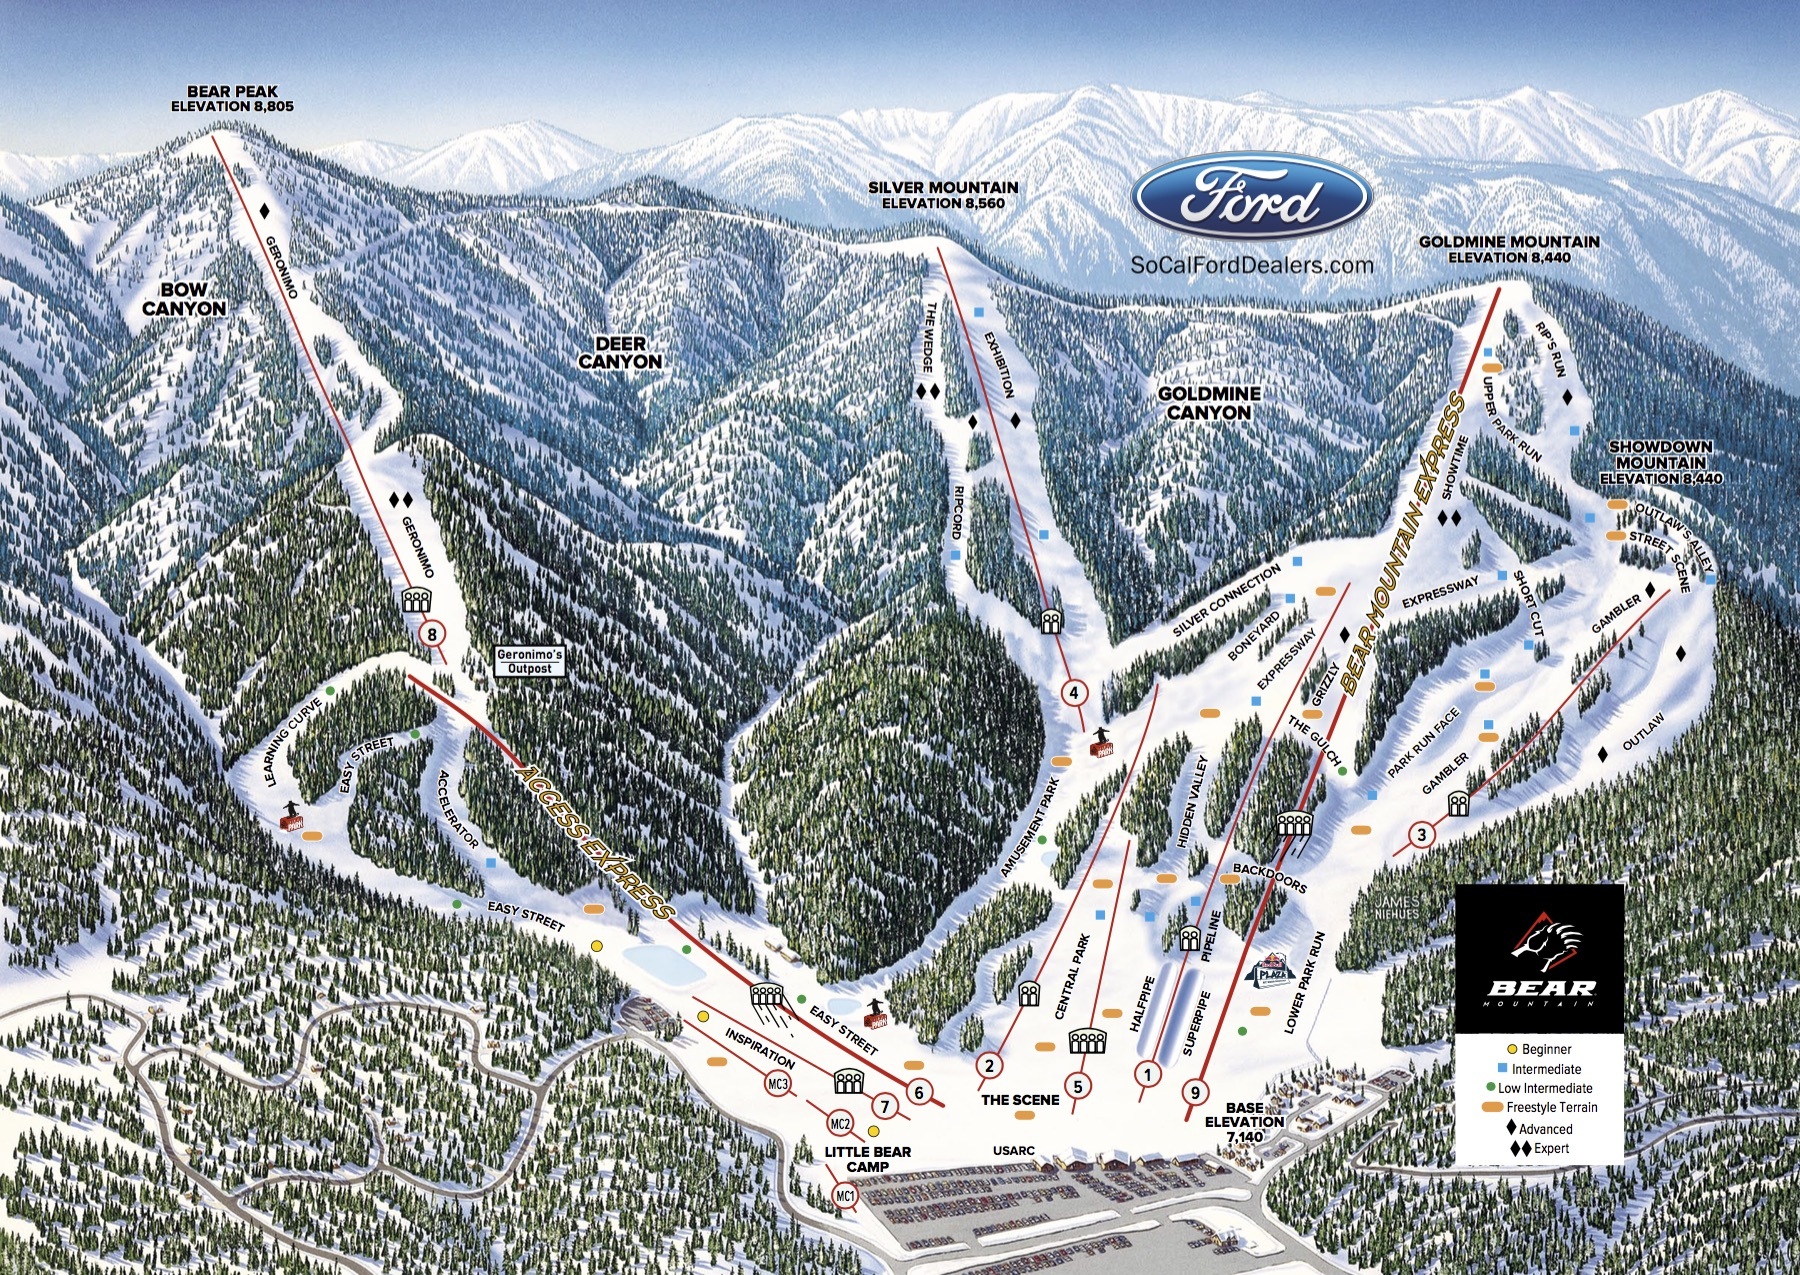 BEAR PEAK
ELEVATION 8,805
SILVER MOUNTAIN
ELEVATION 8,560
Ford
SoCalFordDealers.com
GOLDMINE MOUNTAIN
ELEVATION 8,440
SHOWDOWN
MOUNTAIN
ELEVATION 8,440
BOW
CANYON
DEER
CANYON
GOLDMINE
CANYON
GERONIMO
GERONIMO
8
Geronimo's
Outpost
LEARNING CURVE
EASY STREET
ACCELERATOR
EASY STREET
ACCESS EXPRESS
EASY STREET
INSPIRATION
THE WEDGE
EXHIBITION
RIPCORD
4
PARK
PARK
PARK
AMUSEMENT PARK
SILVER CONNECTION
BONEYARD
EXPRESSWAY
EXPRESSWAY
GRIZZLY
THE GULCH
BEAR MOUNTAIN EXPRESS
SHOWTIME
UPPER PARK RUN
RIP'S RUN
OUTLAW'S ALLEY
STREET SCENE
SHORT CUT
GAMBLER
OUTLAW
PARK RUN FACE
GAMBLER
3
HIDDEN VALLEY
BACKDOORS
PIPELINE
CENTRAL PARK
HALFPIPE
SUPERPIPE
Red Bull
PLAZA
LOWER PARK RUN
JAMES
NIEHUES
MC3
MC2
MC1
7
6
2
5
1
9
THE SCENE
LITTLE BEAR
CAMP
USARC
BASE
ELEVATION
7,140
BEAR
MOUNTAIN
Beginner
Intermediate
Low Intermediate
Freestyle Terrain
Advanced
Expert